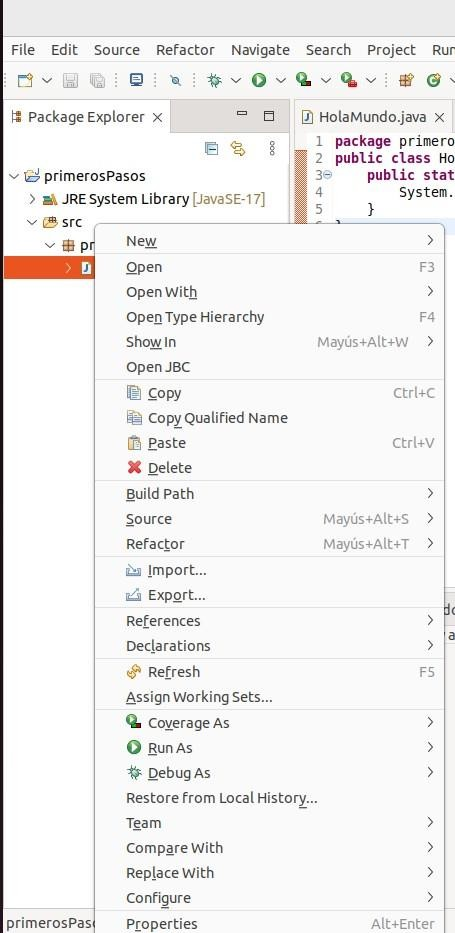 File Edit Source Refactor Navigate Search Project Run
Package Explorer
HolaMundo.java
primerosPasos
JRE System Library [JavaSE-17]
src
1 package primero
2 public class Ho
3 public stat
4 System.
5 }
New
Open F3
Open With
Open Type Hierarchy F4
Show In Mayús+Alt+W
Open JBC
Copy Ctrl+C
Copy Qualified Name
Paste Ctrl+V
Delete
Build Path
Source Mayús+Alt+S
Refactor Mayús+Alt+T
Import...
Export...
References
Declarations
Refresh F5
Assign Working Sets...
Coverage As
Run As
Debug As
Restore from Local History...
Team
Compare With
Replace With
Configure
Properties Alt+Enter
primerosPaso